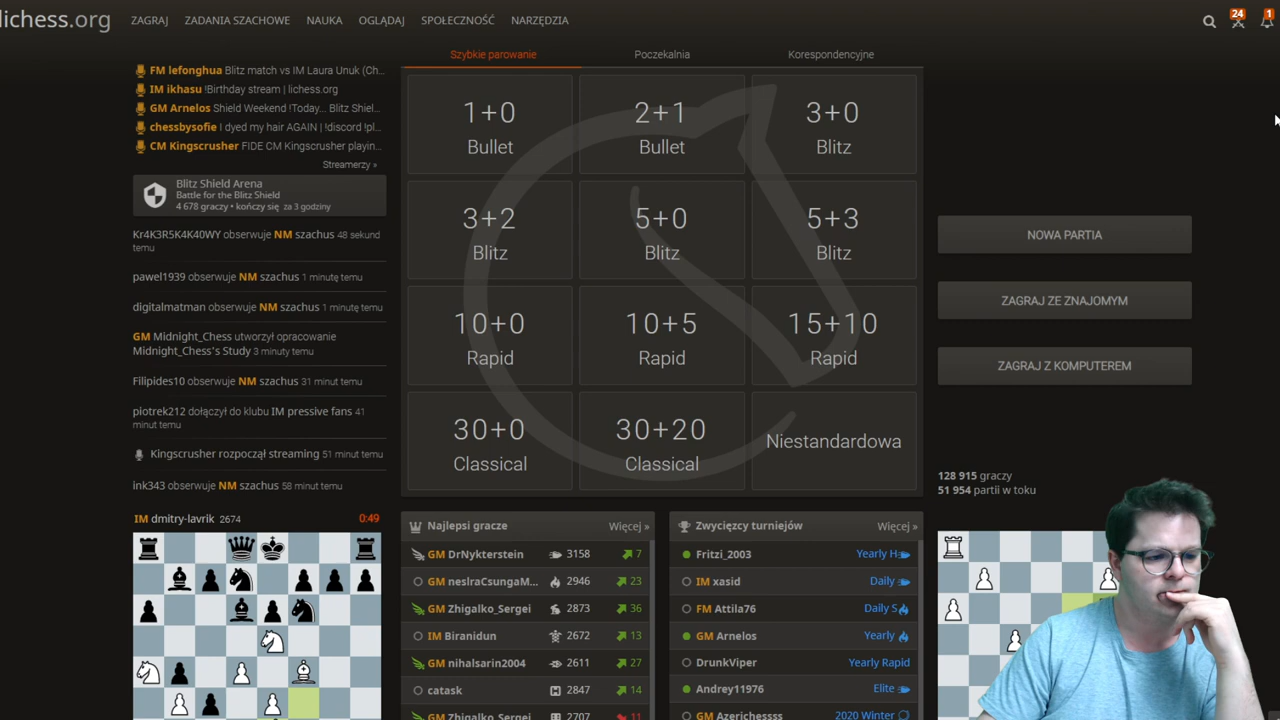 lichess.org
ZAGRAJ
ZADANIA SZACHOWE
NAUKA
OGLĄDAJ
SPOŁECZNOŚĆ
NARZĘDZIA
24
1
Szybkie parowanie
Poczekalnia
Korespondencyjne
FM lefonghua Blitz match vs IM Laura Unuk (Ch...
IM ikhasu !Birthday stream | lichess.org
GM Arnelos Shield Weekend !Today... Blitz Shiel...
chessbysofie I dyed my hair AGAIN | !discord !pl...
CM Kingscrusher FIDE CM Kingscrusher playin...
Streamerzy »
Blitz Shield Arena
Battle for the Blitz Shield
4 678 graczy • kończy się za 3 godziny
Kr4K3R5K4K40WY obserwuje NM szachus 48 sekund
temu
pawel1939 obserwuje NM szachus 1 minutę temu
digitalmatman obserwuje NM szachus 1 minutę temu
GM Midnight_Chess utworzył opracowanie
Midnight_Chess's Study 3 minuty temu
Filipides10 obserwuje NM szachus 31 minut temu
piotrek212 dołączył do klubu IM pressive fans 41
minut temu
Kingscrusher rozpoczął streaming 51 minut temu
ink343 obserwuje NM szachus 58 minut temu
1+0
Bullet
2+1
Bullet
3+0
Blitz
3+2
Blitz
5+0
Blitz
5+3
Blitz
10+0
Rapid
10+5
Rapid
15+10
Rapid
30+0
Classical
30+20
Classical
Niestandardowa
NOWA PARTIA
ZAGRAJ ZE ZNAJOMYM
ZAGRAJ Z KOMPUTEREM
128 915 graczy
51 954 partii w toku
IM dmitry-lavrik 2674
0:49
Najlepsi gracze
Więcej »
GM DrNykterstein 3158 7
GM neslraCsungaM... 2946 23
GM Zhigalko_Sergei 2873 36
IM Biranidun 2672 13
GM nihalsarin2004 2611 27
catask 2847 14
GM Zhigalko_Sergei 2707 11
Zwycięzcy turniejów
Więcej »
Fritzi_2003 Yearly H
IM xasid Daily
FM Attila76 Daily S
GM Arnelos Yearly
DrunkViper Yearly Rapid
Andrey11976 Elite
GM Azerichessss 2020 Winter